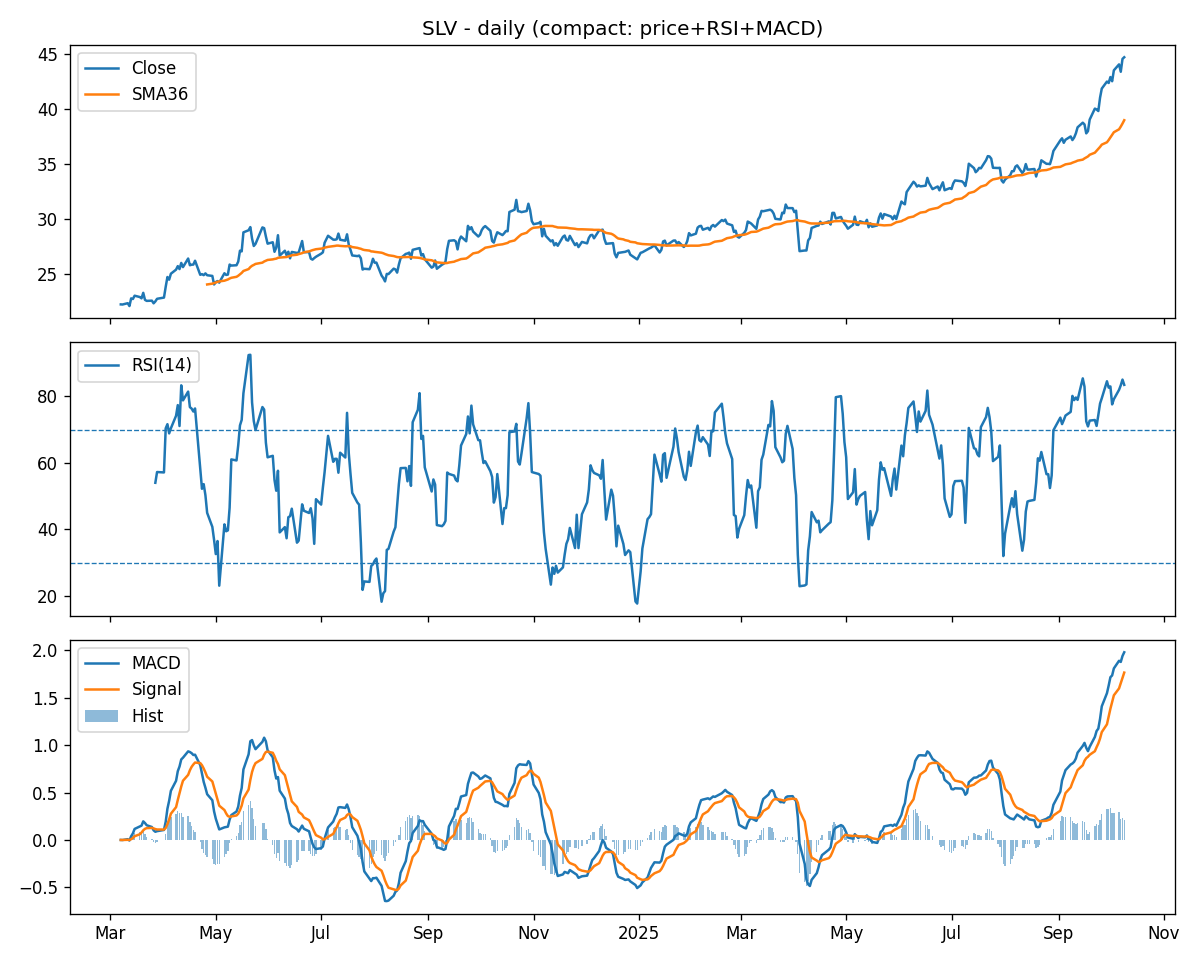 SLV - daily (compact: price+RSI+MACD)
Close
SMA36
45
40
35
30
25
RSI(14)
80
60
40
20
MACD
Signal
Hist
2.0
1.5
1.0
0.5
0.0
−0.5
Mar May Jul Sep Nov 2025 Mar May Jul Sep Nov